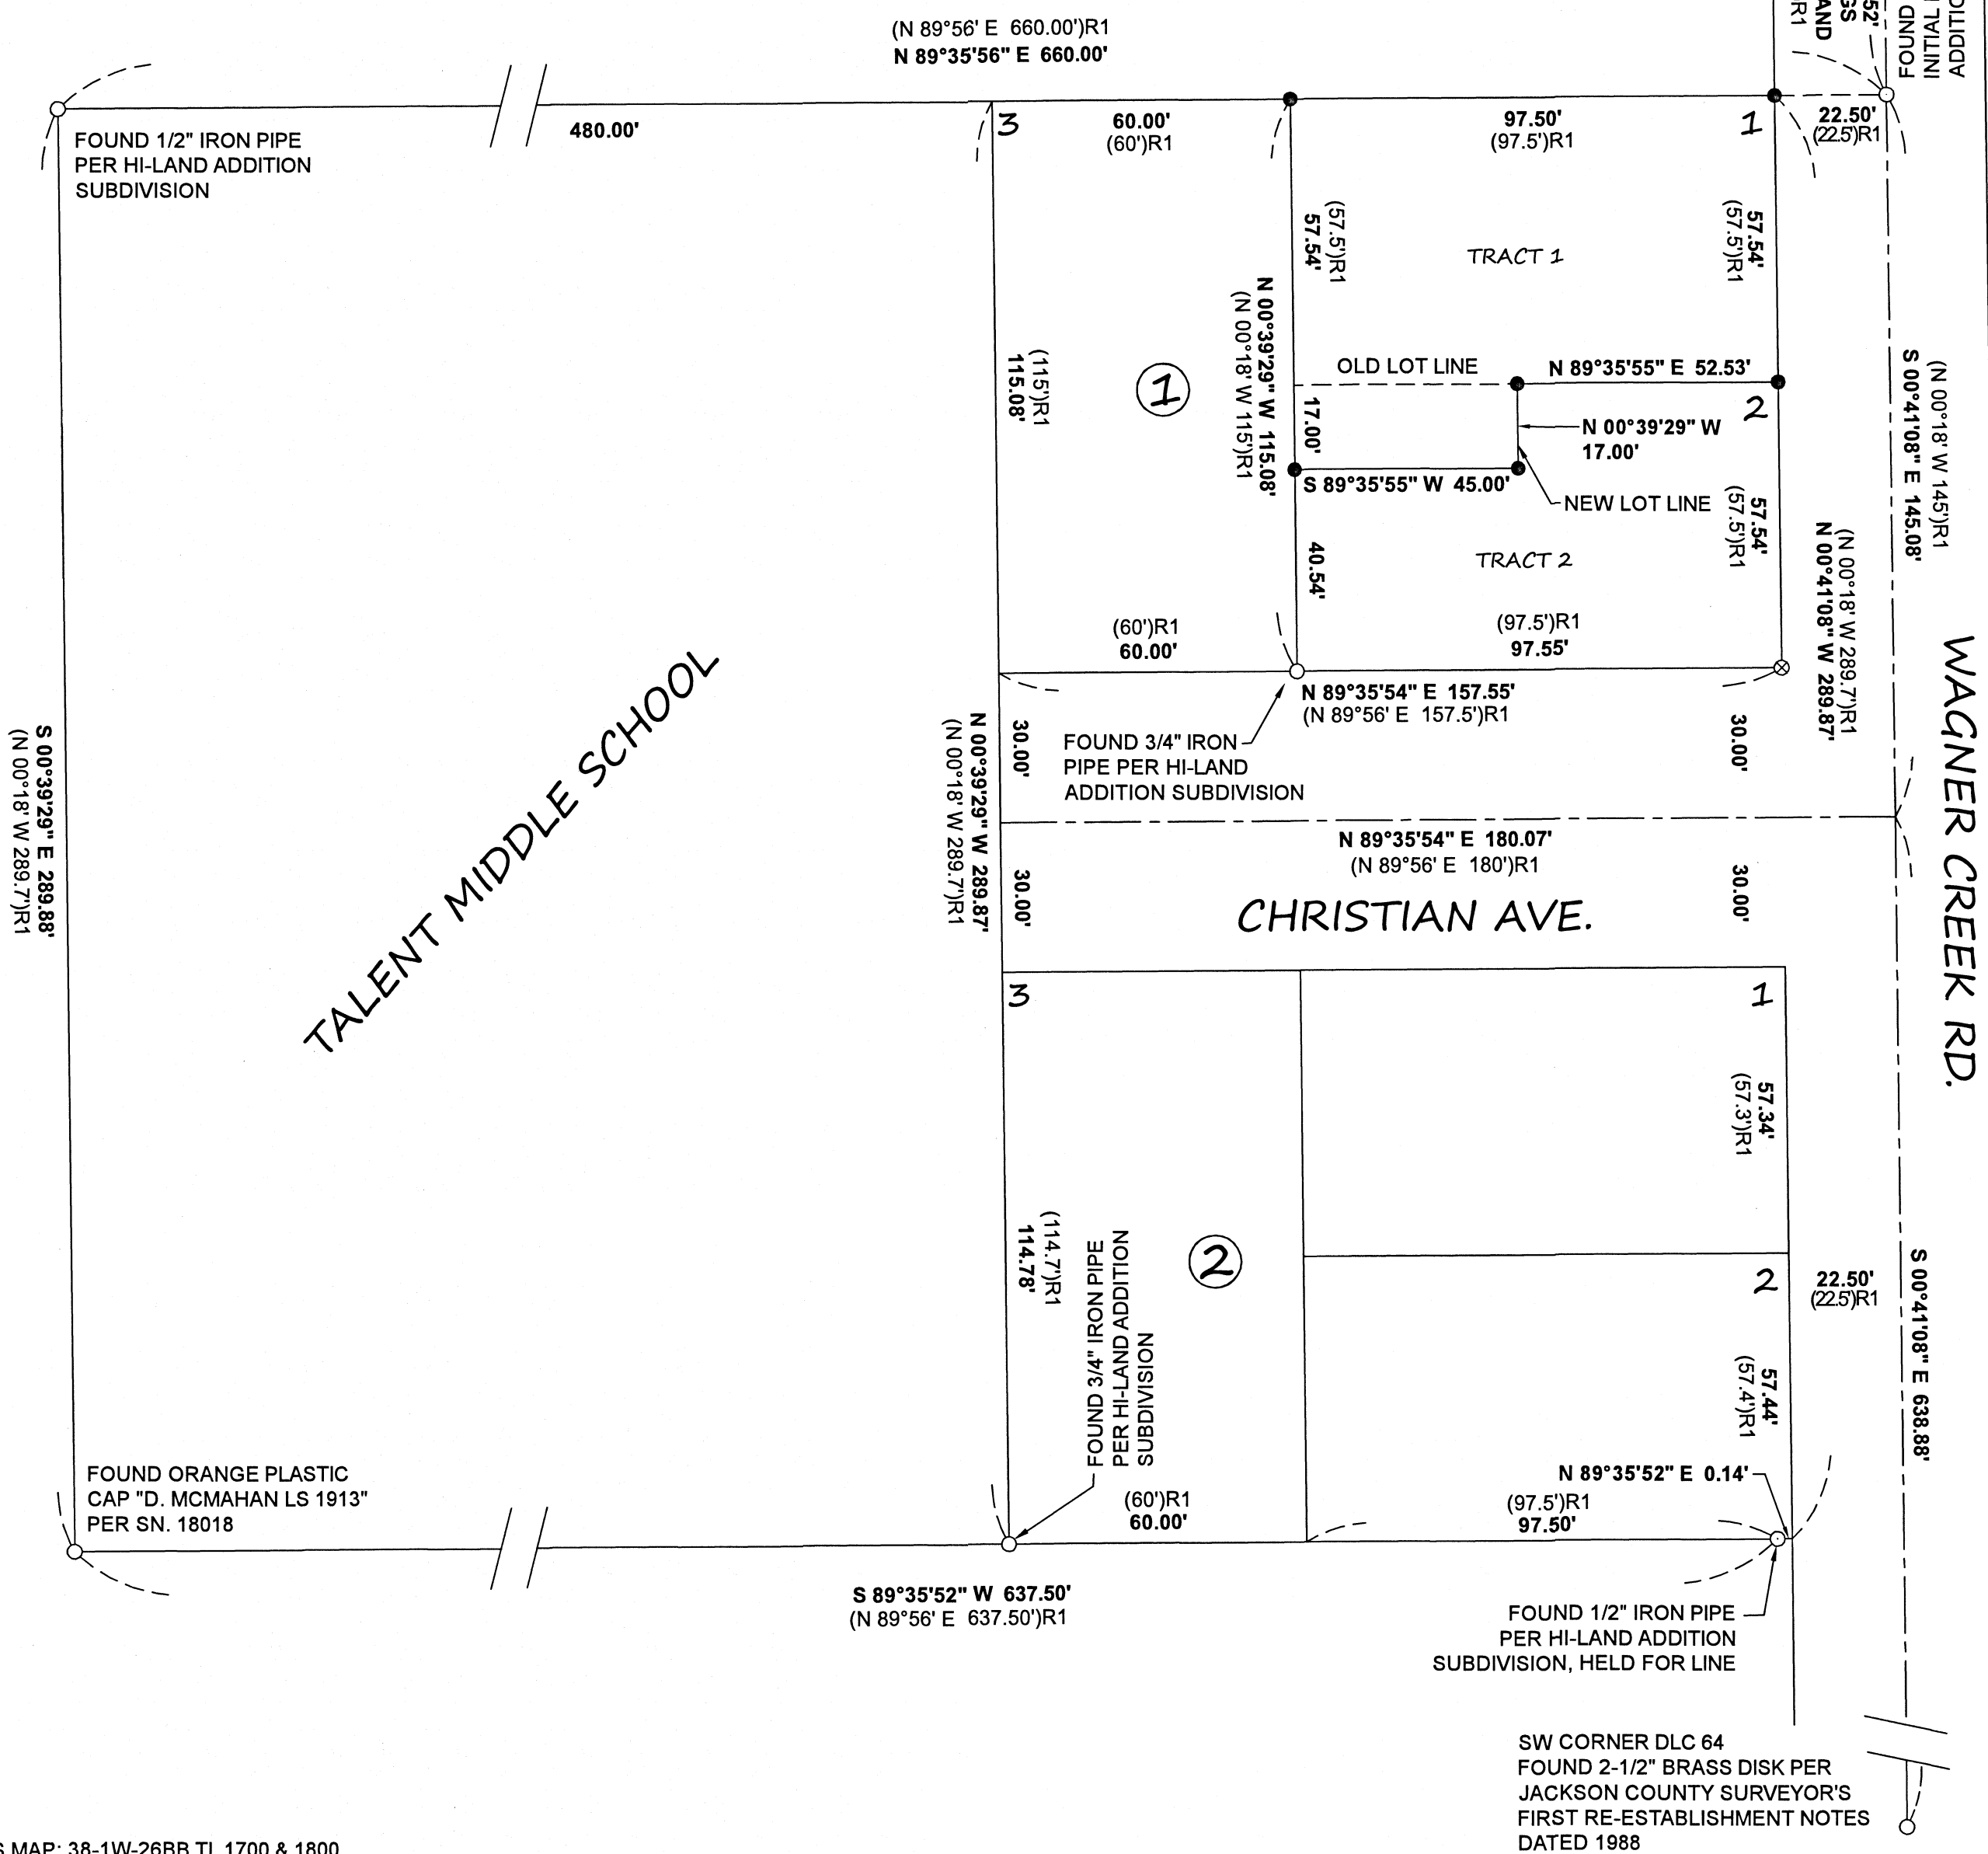 (N 89°56' E 660.00')R1
N 89°35'56" E 660.00'
52'
GS
AND
R1
ADDITIO
INITIAL
FOUND
FOUND 1/2" IRON PIPE
PER HI-LAND ADDITION
SUBDIVISION
480.00'
3
60.00'
(60')R1
97.50'
(97.5')R1
1
22.50'
(22.5')R1
(57.5')R1
57.54'
TRACT 1
57.54'
(57.5')R1
N 00°39'29" W 115.08'
(N 00°18' W 115')R1
(115')R1
115.08'
1
OLD LOT LINE
N 89°35'55" E 52.53'
2
17.00'
N 00°39'29" W
17.00'
S 89°35'55" W 45.00'
NEW LOT LINE
(N 00°18' W 145')R1
S 00°41'08" E 145.08'
57.54'
(57.5')R1
40.54'
TRACT 2
(N 00°18' W 289.7')R1
N 00°41'08" W 289.87'
(60')R1
60.00'
(97.5')R1
97.55'
N 89°35'54" E 157.55'
(N 89°56' E 157.5')R1
WAGNER CREEK RD.
TALENT MIDDLE SCHOOL
S 00°39'29" E 289.88'
(N 00°18' W 289.7')R1
N 00°39'29" W 289.87'
(N 00°18' W 289.7')R1
30.00'
FOUND 3/4" IRON
PIPE PER HI-LAND
ADDITION SUBDIVISION
30.00'
N 89°35'54" E 180.07'
(N 89°56' E 180')R1
30.00'
30.00'
CHRISTIAN AVE.
3
1
57.34'
(57.3')R1
(114.7')R1
114.78'
FOUND 3/4" IRON PIPE
PER HI-LAND ADDITION
SUBDIVISION
2
2
22.50'
(22.5')R1
S 00°41'08" E 638.88'
57.44'
(57.4')R1
FOUND ORANGE PLASTIC
CAP "D. MCMAHAN LS 1913"
PER SN. 18018
(60')R1
60.00'
N 89°35'52" E 0.14'
(97.5')R1
97.50'
S 89°35'52" W 637.50'
(N 89°56' E 637.50')R1
FOUND 1/2" IRON PIPE
PER HI-LAND ADDITION
SUBDIVISION, HELD FOR LINE
SW CORNER DLC 64
FOUND 2-1/2" BRASS DISK PER
JACKSON COUNTY SURVEYOR'S
FIRST RE-ESTABLISHMENT NOTES
DATED 1988
S MAP: 38-1W-26BB TL 1700 & 1800